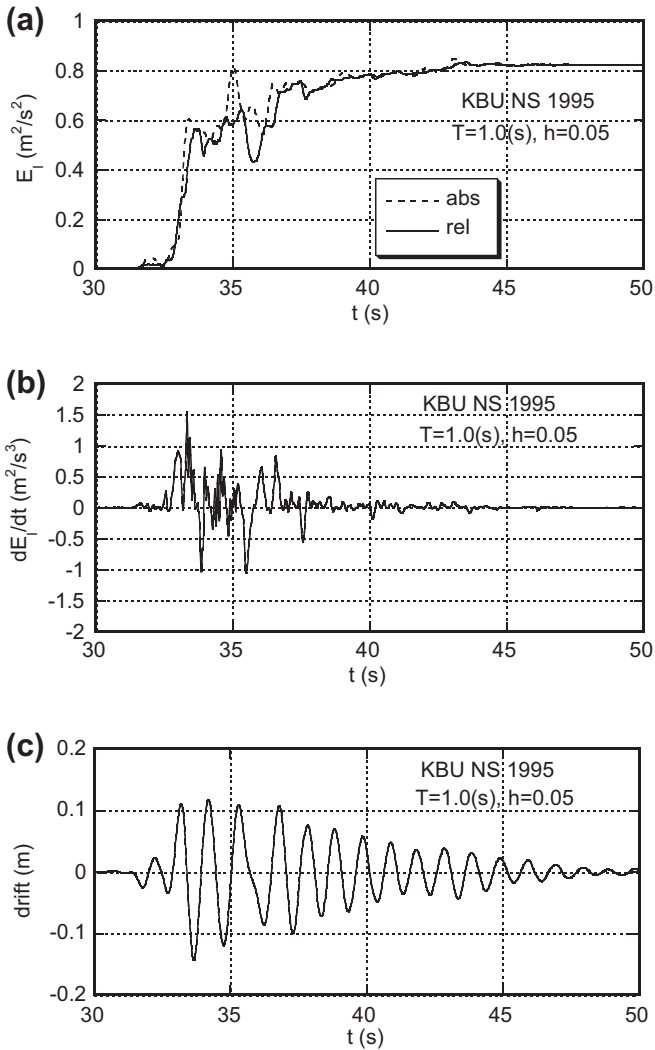 (a)
1
0.8
0.6
0.4
0.2
0
E_I (m²/s²)
KBU NS 1995
T=1.0(s), h=0.05
abs
rel
30 35 40 45 50
t (s)
(b)
2
1.5
1
0.5
0
-0.5
-1
-1.5
-2
dE_I/dt (m²/s³)
KBU NS 1995
T=1.0(s), h=0.05
30 35 40 45 50
t (s)
(c)
0.2
0.1
0
-0.1
-0.2
drift (m)
KBU NS 1995
T=1.0(s), h=0.05
30 35 40 45 50
t (s)